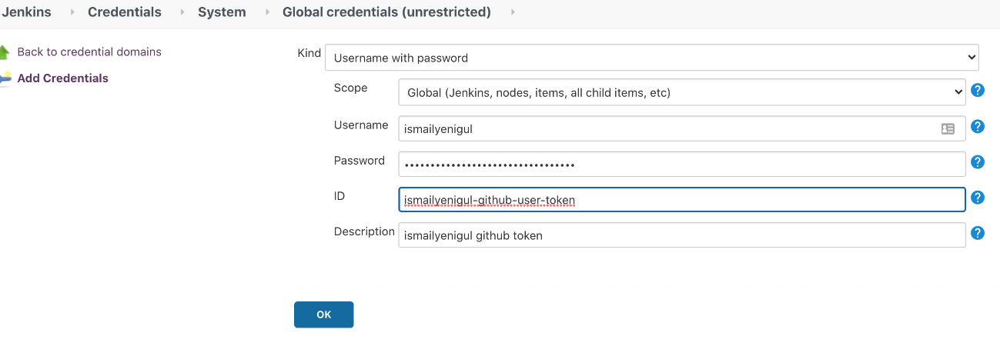 Jenkins Credentials System Global credentials (unrestricted)
Back to credential domains
Add Credentials
Kind Username with password
Scope Global (Jenkins, nodes, items, all child items, etc) ?
Username ismailyenigul ?
Password ••••••••••••••••••••••••••••••••• ?
ID ismailyenigul-github-user-token ?
Description ismailyenigul github token ?
OK